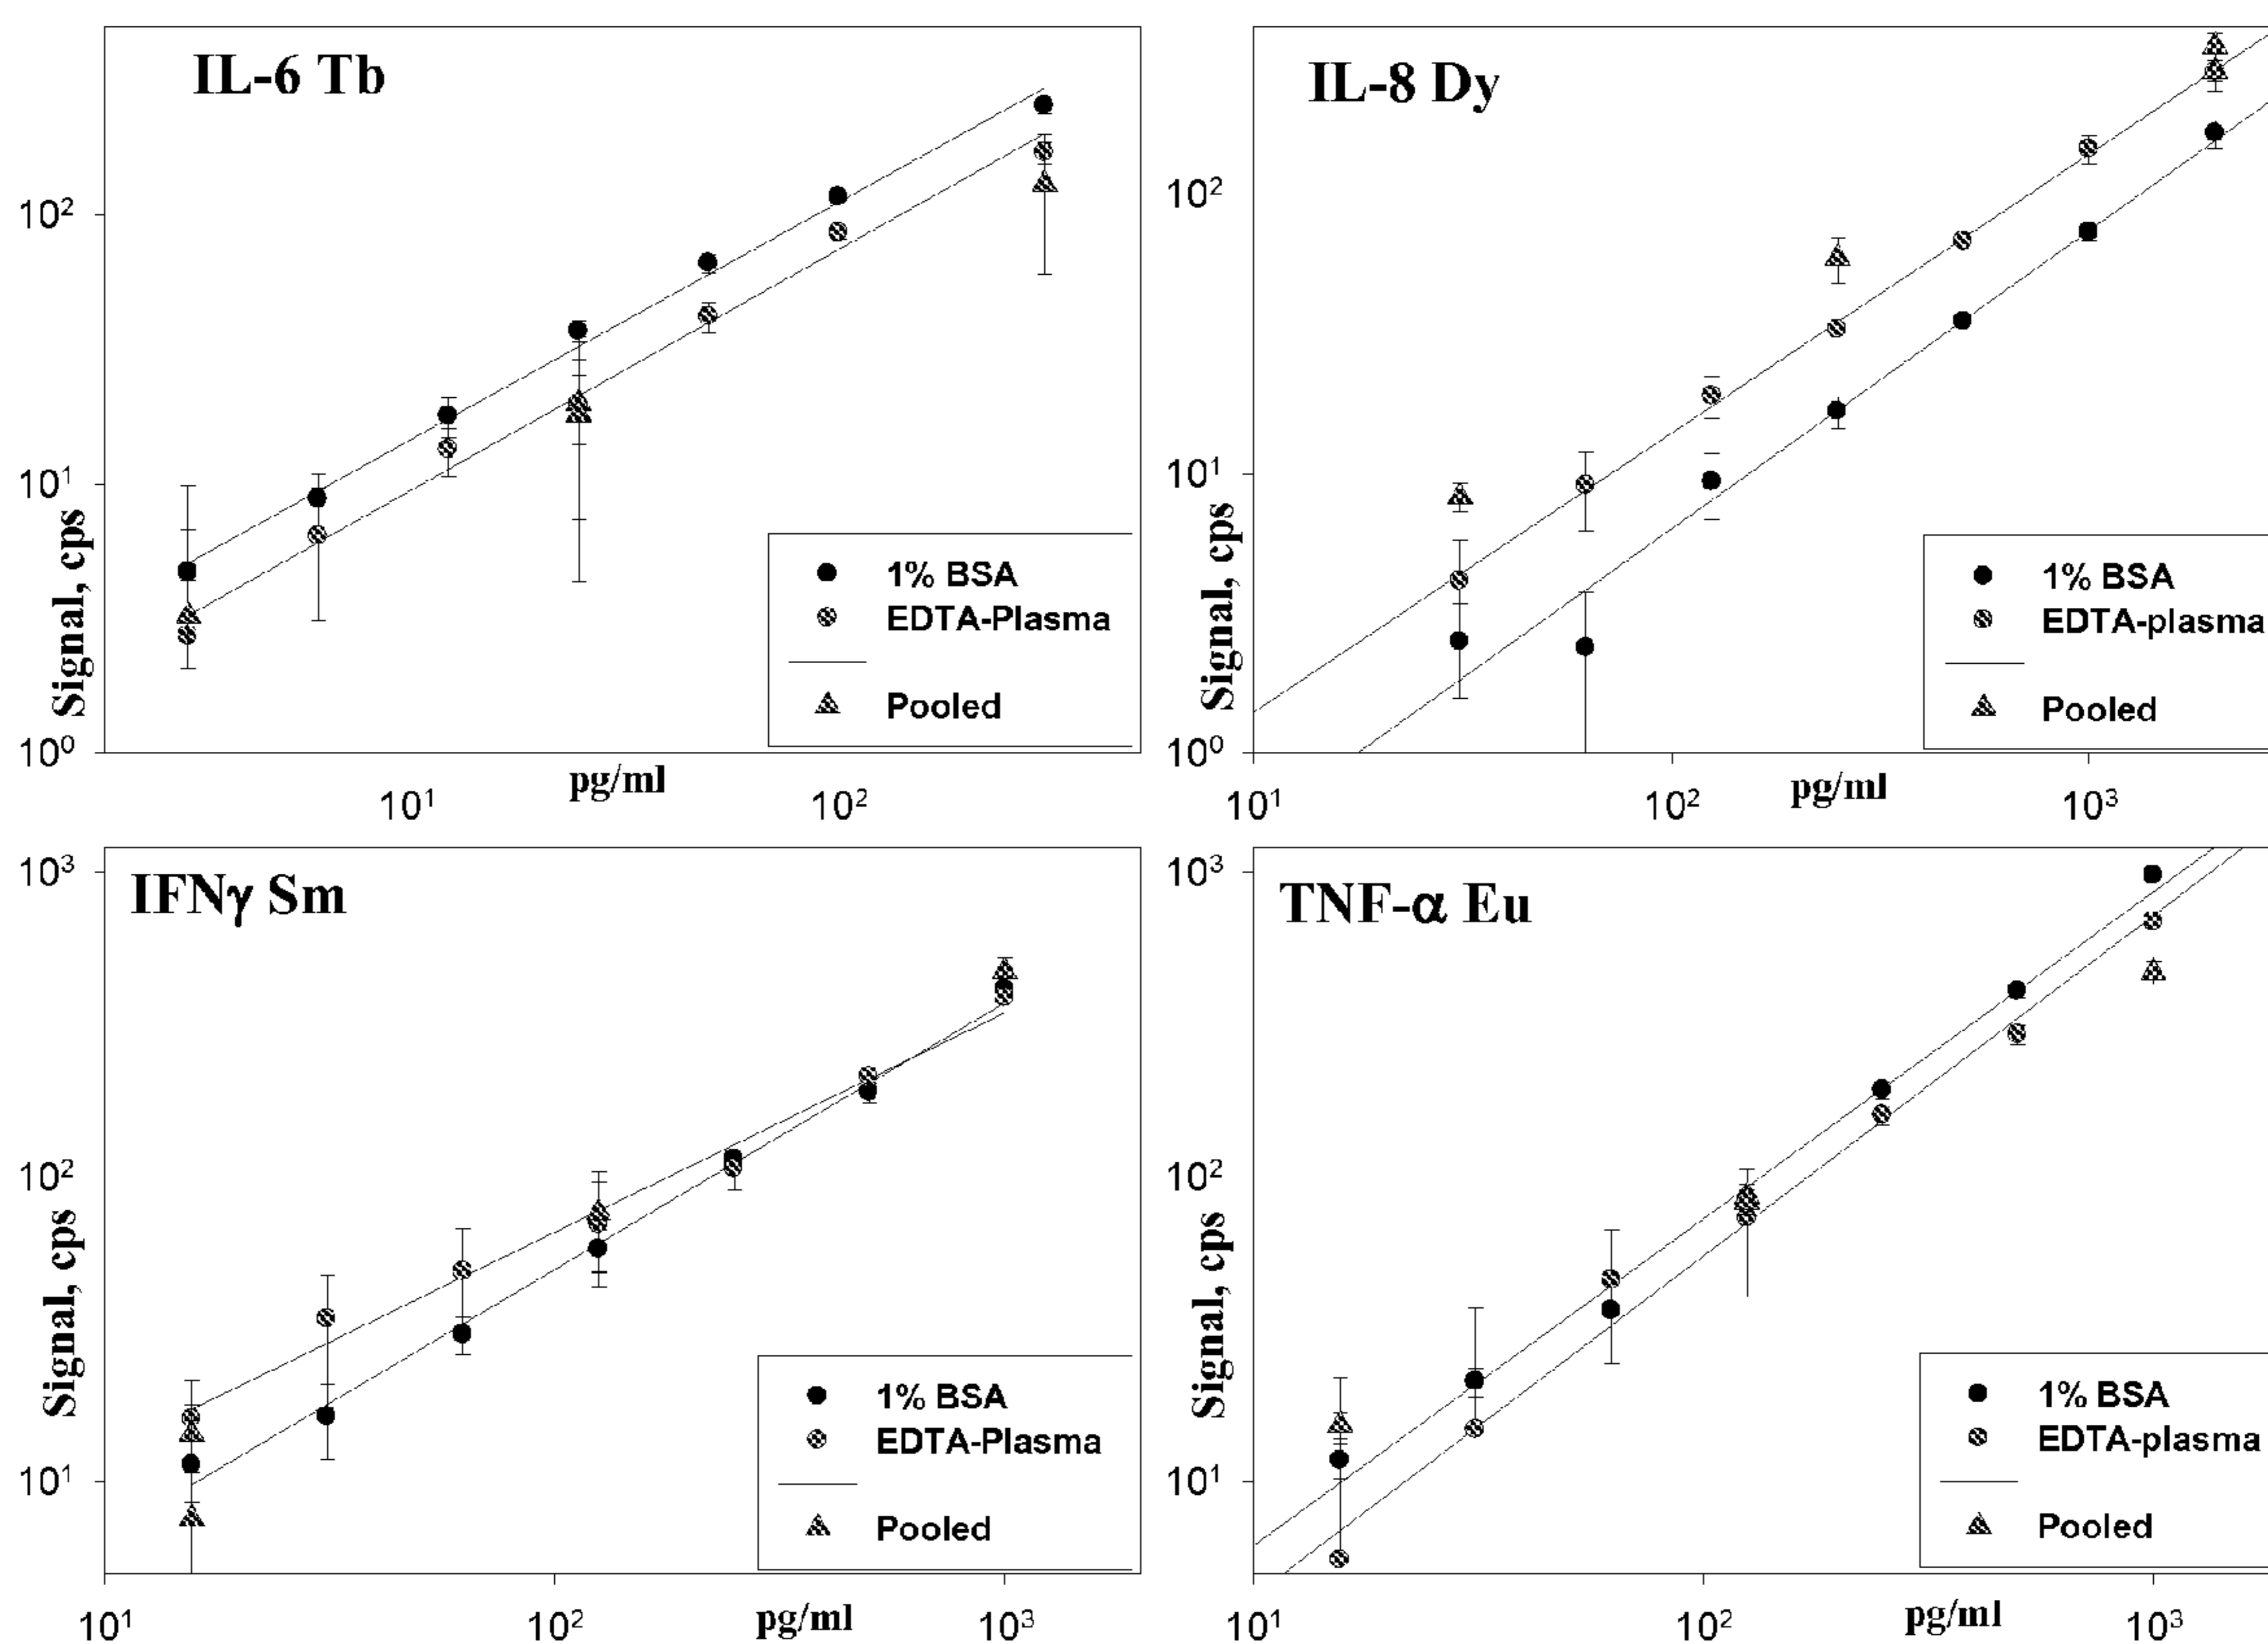 IL-6 Tb
10²
10¹
10⁰
Signal, cps
1% BSA
EDTA-Plasma
Pooled
pg/ml
10¹
10²
IL-8 Dy
10²
10¹
10⁰
Signal, cps
1% BSA
EDTA-plasma
Pooled
10¹
10²
pg/ml
10³
IFNγ Sm
10³
10²
10¹
Signal, cps
1% BSA
EDTA-Plasma
Pooled
10¹
10²
pg/ml
10³
TNF-α Eu
10³
10²
10¹
Signal, cps
1% BSA
EDTA-plasma
Pooled
10¹
10²
pg/ml
10³